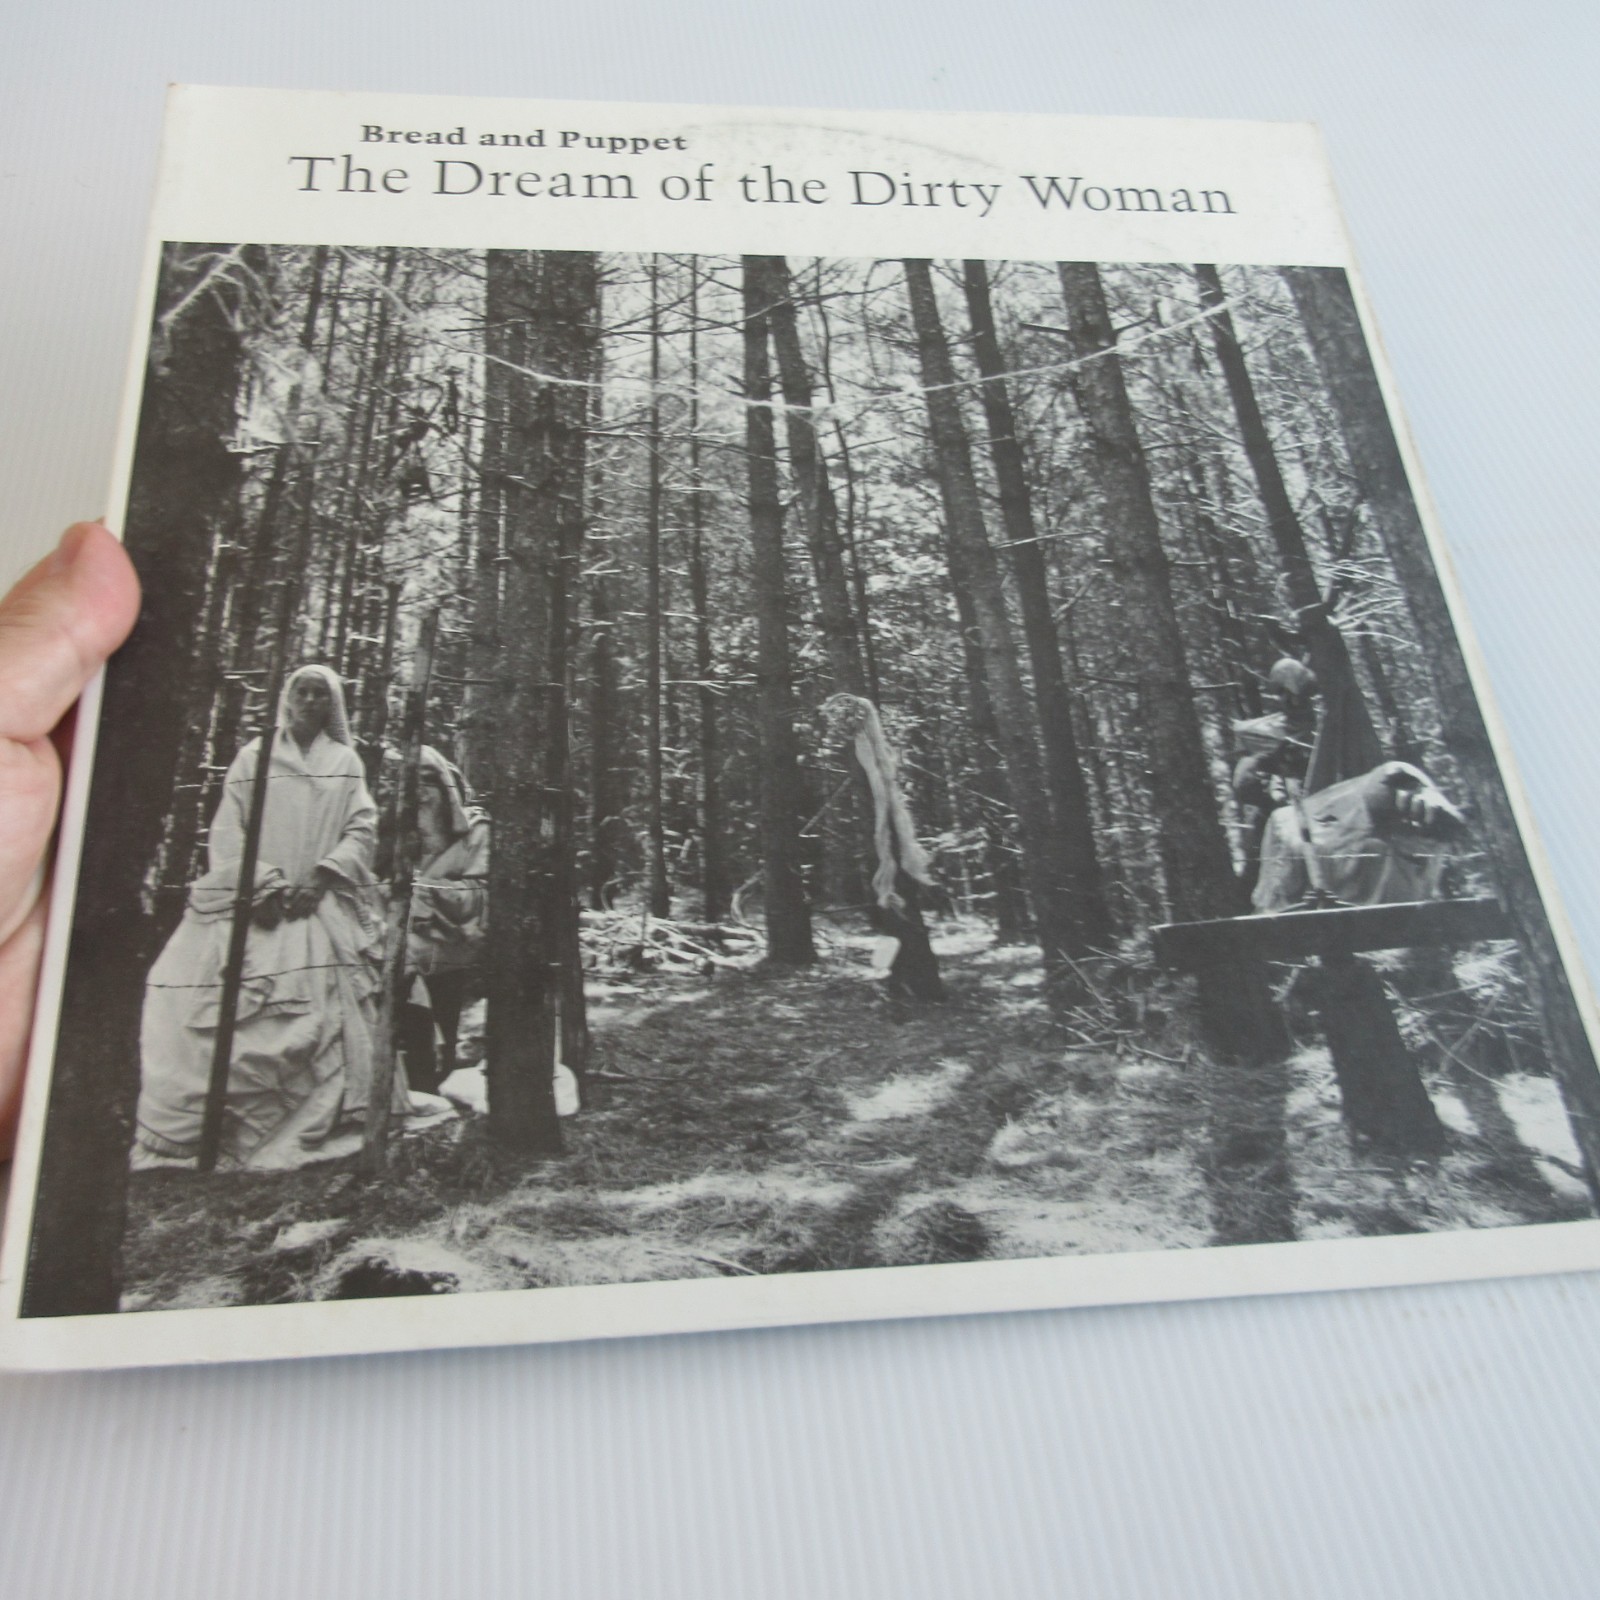 Bread and Puppet
The Dream of the Dirty Woman